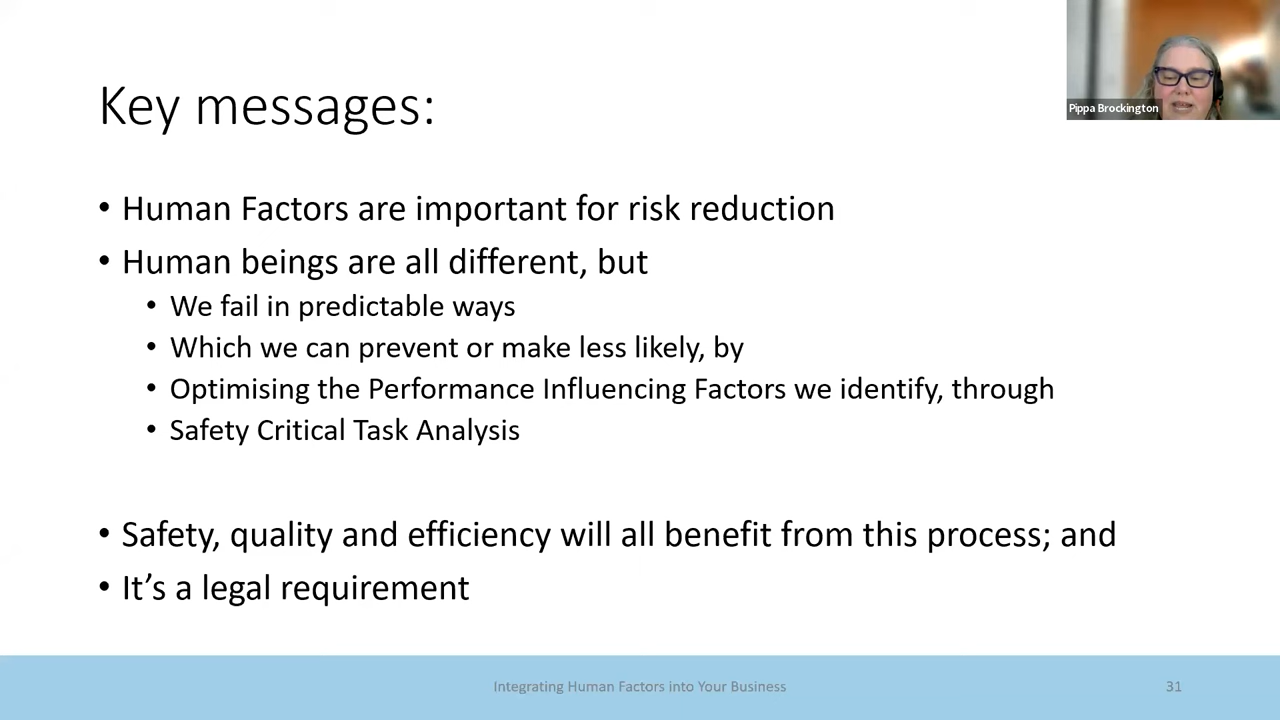 Pippa Brockington
Key messages:
• Human Factors are important for risk reduction
• Human beings are all different, but
• We fail in predictable ways
• Which we can prevent or make less likely, by
• Optimising the Performance Influencing Factors we identify, through
• Safety Critical Task Analysis
• Safety, quality and efficiency will all benefit from this process; and
• It’s a legal requirement
Integrating Human Factors into Your Business
31